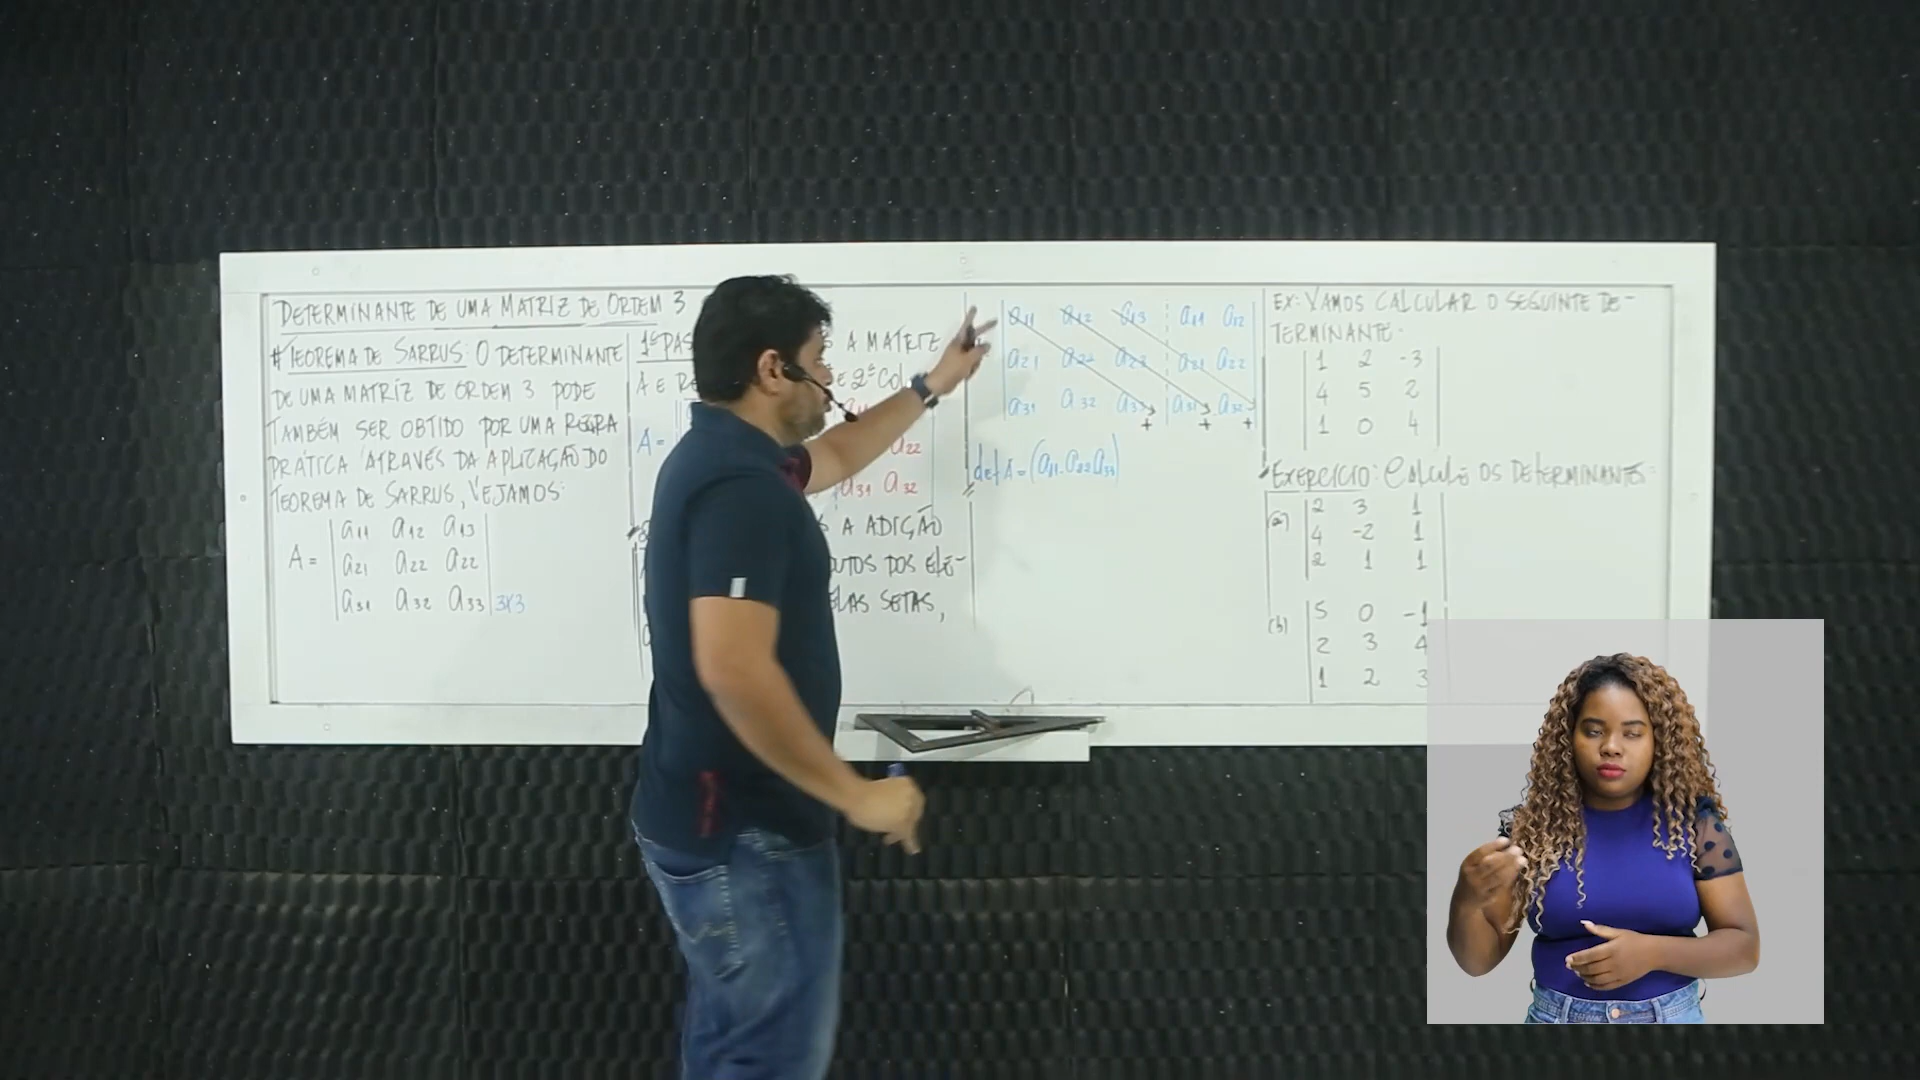 DETERMINANTE DE UMA MATRIZ DE ORDEM 3
# TEOREMA DE SARRUS: O DETERMINANTE
DE UMA MATRIZ DE ORDEM 3 PODE
TAMBÉM SER OBTIDO POR UMA REGRA
PRÁTICA ATRAVÉS DA APLICAÇÃO DO
TEOREMA DE SARRUS, VEJAMOS:
a11 a12 a13
A = a21 a22 a22
a31 a32 a33 3x3
A MATRIZ
A E
E 2ª
A =
a22
a31 a32
A ADIÇÃO
DOS ELE-
SETAS,
a11 a12 a13 a11 a12
a21 a22 a23 a21 a22
a31 a32 a33 a31 a32
+ + +
det A = (a11.a22.a33)
EX: VAMOS CALCULAR O SEGUINTE DE-
TERMINANTE.
1 2 -3
4 5 2
1 0 4
EXERCÍCIO: CALCULE OS DETERMINANTES:
(a) 2 3 1
4 -2 1
2 1 1
(b) 5 0 -1
2 3 4
1 2 3